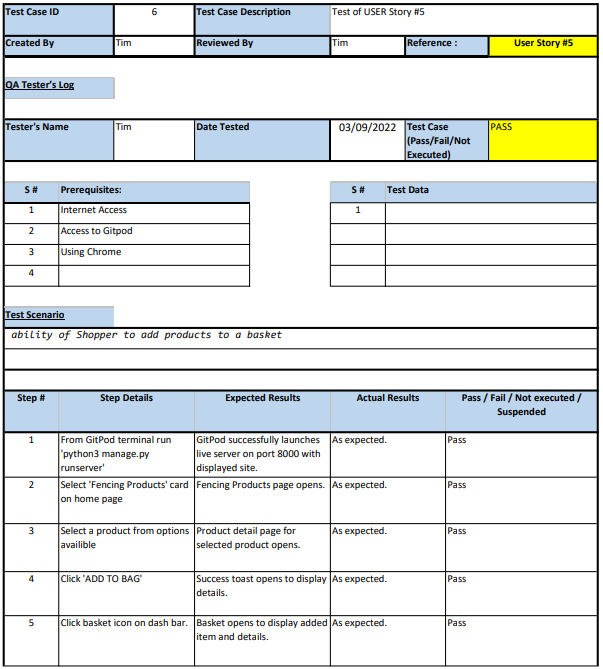 Test Case ID 6 Test Case Description Test of USER Story #5
Created By Tim Reviewed By Tim Reference : User Story #5
QA Tester's Log
Tester's Name Tim Date Tested 03/09/2022 Test Case PASS
(Pass/Fail/Not
Executed)
S # Prerequisites: S # Test Data
1 Internet Access 1
2 Access to Gitpod
3 Using Chrome
4
Test Scenario
ability of Shopper to add products to a basket
Step # Step Details Expected Results Actual Results Pass / Fail / Not executed /
Suspended
1 From GitPod terminal run GitPod successfully launches As expected. Pass
'python3 manage.py live server on port 8000 with
runserver' displayed site.
2 Select 'Fencing Products' card Fencing Products page opens. As expected. Pass
on home page
3 Select a product from options Product detail page for As expected. Pass
availible selected product opens.
4 Click 'ADD TO BAG' Success toast opens to display As expected. Pass
details.
5 Click basket icon on dash bar. Basket opens to display added As expected. Pass
item and details.